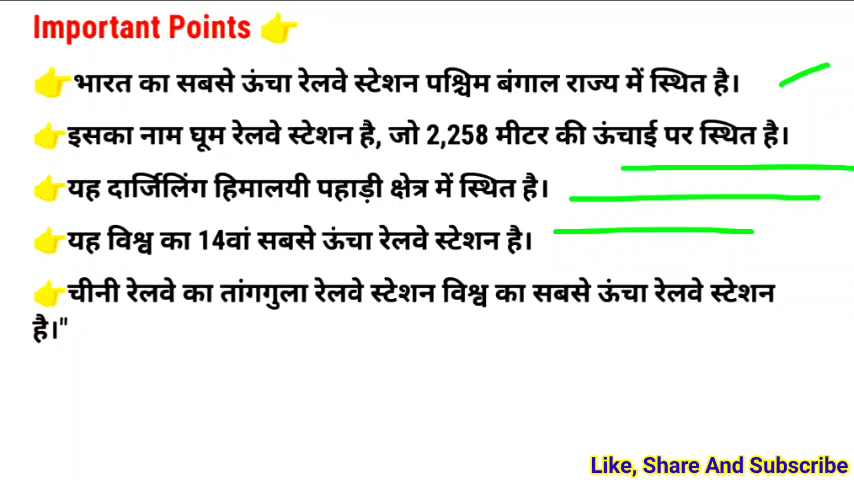 Important Points 👉
👉भारत का सबसे ऊंचा रेलवे स्टेशन पश्चिम बंगाल राज्य में स्थित है।
👉इसका नाम घूम रेलवे स्टेशन है, जो 2,258 मीटर की ऊंचाई पर स्थित है।
👉यह दार्जिलिंग हिमालयी पहाड़ी क्षेत्र में स्थित है।
👉यह विश्व का 14वां सबसे ऊंचा रेलवे स्टेशन है।
👉चीनी रेलवे का तांगगुला रेलवे स्टेशन विश्व का सबसे ऊंचा रेलवे स्टेशन
है।"
Like, Share And Subscribe